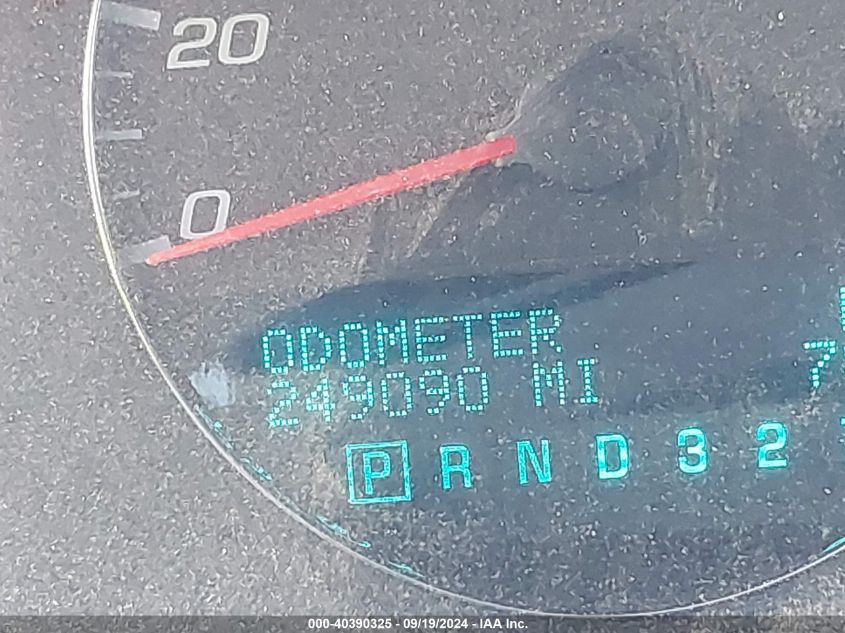 20
0
ODOMETER
249090 MI
P R N D 3 2
000-40390325 - 09/19/2024 - IAA Inc.